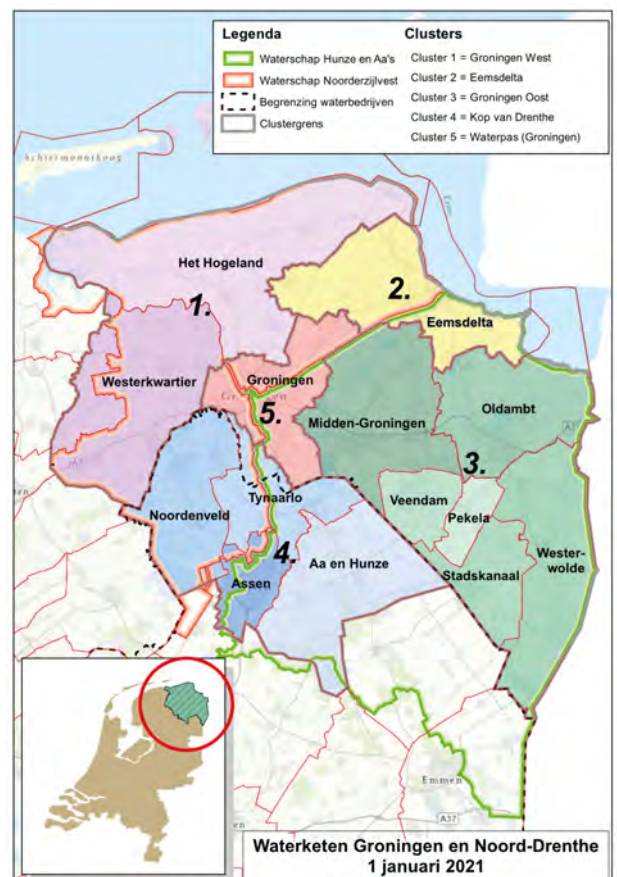 Legenda
Waterschap Hunze en Aa's
Waterschap Noorderzijlvest
Begrenzing waterbedrijven
Clustergrens
Clusters
Cluster 1 = Groningen West
Cluster 2 = Eemsdelta
Cluster 3 = Groningen Oost
Cluster 4 = Kop van Drenthe
Cluster 5 = Waterpas (Groningen)
Schiermonnikoog
Het Hogeland
1.
2.
Eemsdelta
Westerkwartier
Groningen
5.
Midden-Groningen
Oldambt
3.
Noordenveld
Tynaarlo
Veendam
Pekela
4.
Aa en Hunze
Wester-
wolde
Assen
Stadskanaal
Emmen
A37
Waterketen Groningen en Noord-Drenthe
1 januari 2021